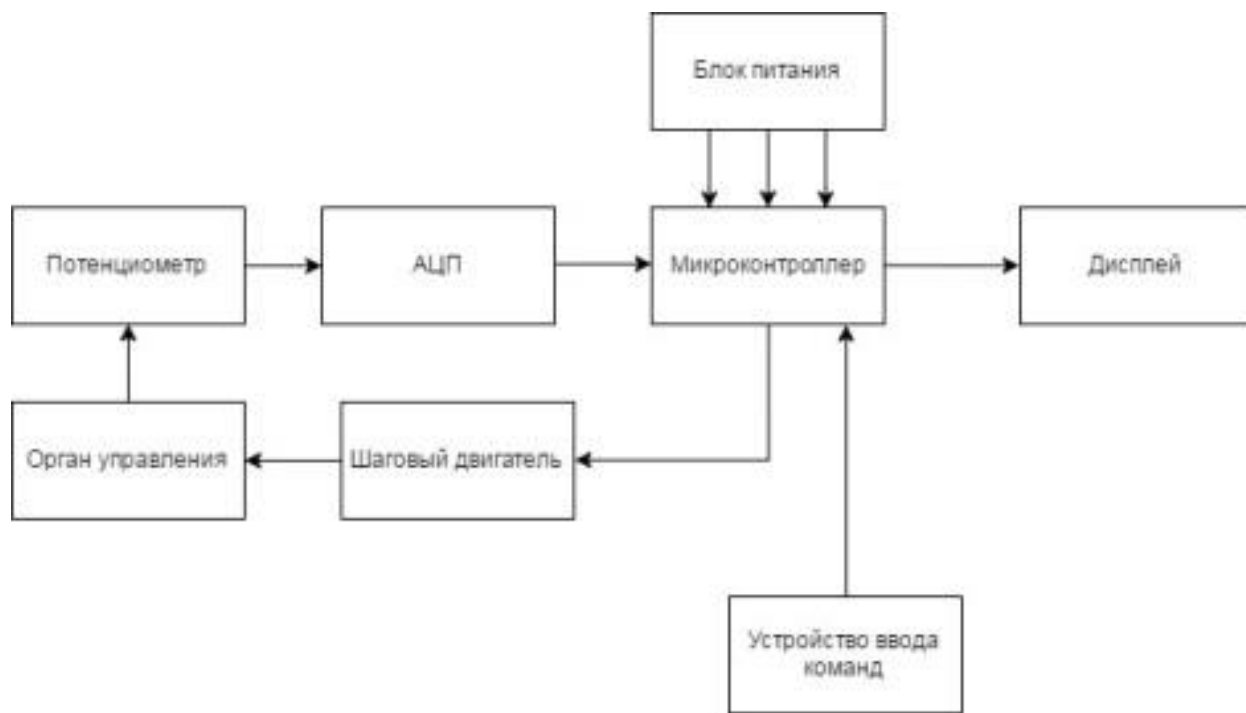 Блок питания
Потенциометр
АЦП
Микроконтроллер
Дисплей
Орган управления
Шаговый двигатель
Устройство ввода
команд